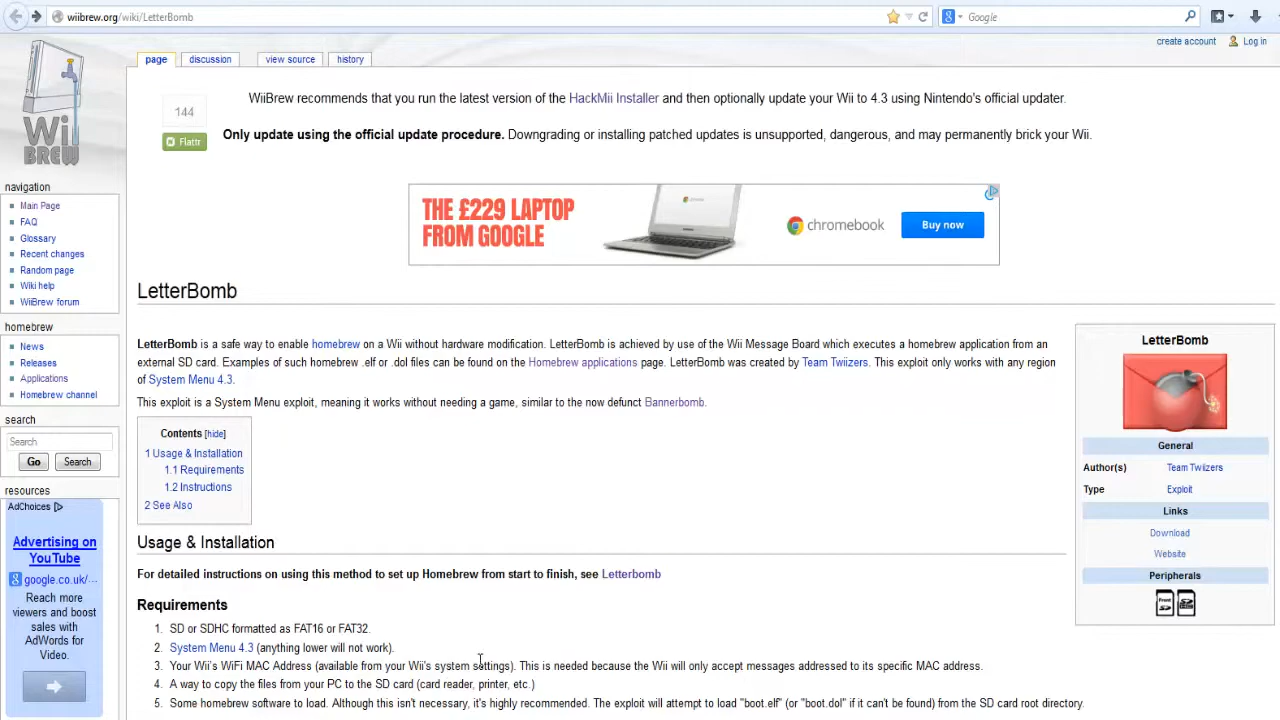 wiibrew.org/wiki/LetterBomb
Google
create account Log in
page discussion view source history
WiiBrew recommends that you run the latest version of the HackMii Installer and then optionally update your Wii to 4.3 using Nintendo's official updater.
144
Only update using the official update procedure. Downgrading or installing patched updates is unsupported, dangerous, and may permanently brick your Wii.
Flattr
Wii
BREW
navigation
Main Page
FAQ
Glossary
Recent changes
Random page
Wiki help
WiiBrew forum
homebrew
News
Releases
Applications
Homebrew channel
search
Search
Go Search
resources
AdChoices
Advertising on
YouTube
google.co.uk/...
Reach more
viewers and boost
sales with
AdWords for
Video.
THE £229 LAPTOP
FROM GOOGLE
chromebook
Buy now
LetterBomb
LetterBomb is a safe way to enable homebrew on a Wii without hardware modification. LetterBomb is achieved by use of the Wii Message Board which executes a homebrew application from an
external SD card. Examples of such homebrew .elf or .dol files can be found on the Homebrew applications page. LetterBomb was created by Team Twiizers. This exploit only works with any region
of System Menu 4.3.
This exploit is a System Menu exploit, meaning it works without needing a game, similar to the now defunct Bannerbomb.
Contents [hide]
1 Usage & Installation
1.1 Requirements
1.2 Instructions
2 See Also
Usage & Installation
For detailed instructions on using this method to set up Homebrew from start to finish, see Letterbomb
Requirements
1. SD or SDHC formatted as FAT16 or FAT32.
2. System Menu 4.3 (anything lower will not work).
3. Your Wii's WiFi MAC Address (available from your Wii's system settings). This is needed because the Wii will only accept messages addressed to its specific MAC address.
4. A way to copy the files from your PC to the SD card (card reader, printer, etc.)
5. Some homebrew software to load. Although this isn't necessary, it's highly recommended. The exploit will attempt to load "boot.elf" (or "boot.dol" if it can't be found) from the SD card root directory.
LetterBomb
General
Author(s) Team Twiizers
Type Exploit
Links
Download
Website
Peripherals